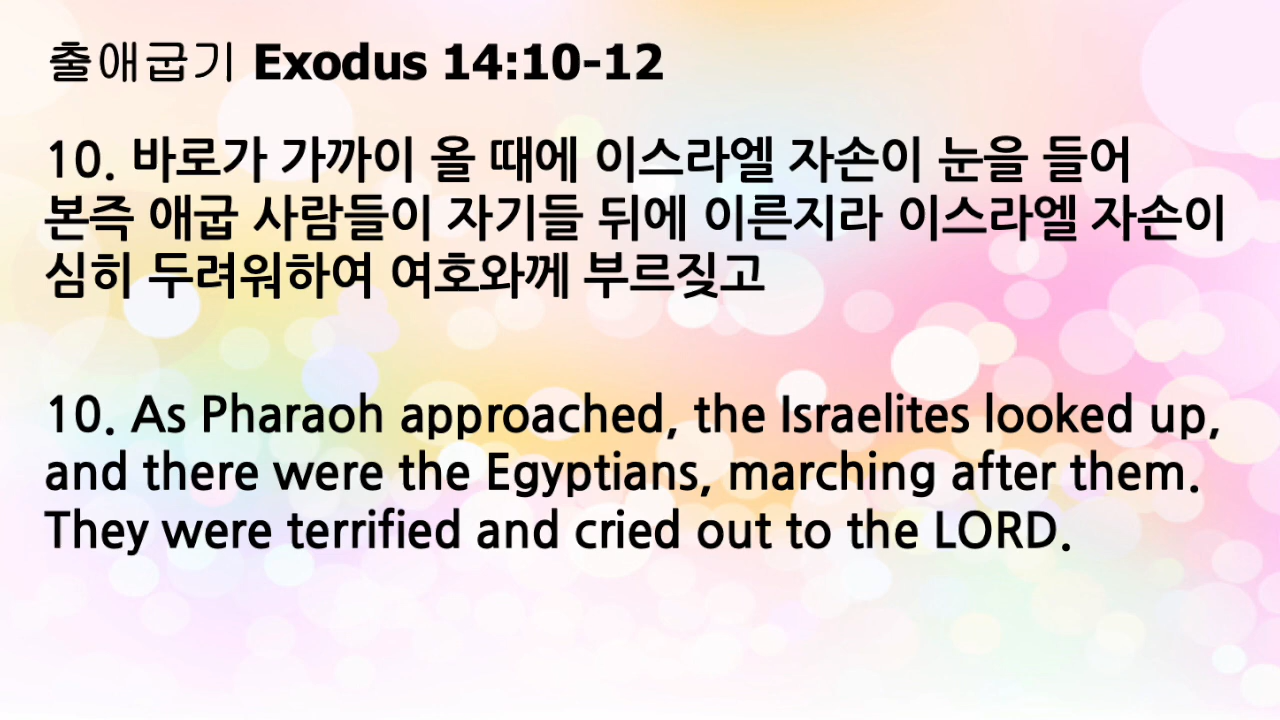 출애굽기 Exodus 14:10-12
10. 바로가 가까이 올 때에 이스라엘 자손이 눈을 들어
본즉 애굽 사람들이 자기들 뒤에 이른지라 이스라엘 자손이
심히 두려워하여 여호와께 부르짖고
10. As Pharaoh approached, the Israelites looked up,
and there were the Egyptians, marching after them.
They were terrified and cried out to the LORD.